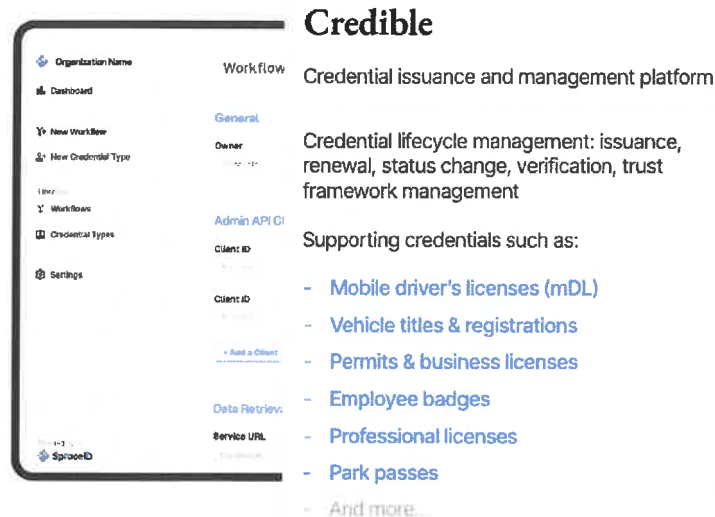 Organization Name
Dashboard
New Workflow
New Credential Type
Workflows
Credential Types
Settings
SpruceID
Workflow
General
Owner
Admin API Cl
Client ID
Client ID
+ Add a Client
Data Retrieva
Service URL
Credible
Credential issuance and management platform
Credential lifecycle management: issuance,
renewal, status change, verification, trust
framework management
Supporting credentials such as:
- Mobile driver's licenses (mDL)
- Vehicle titles & registrations
- Permits & business licenses
- Employee badges
- Professional licenses
- Park passes
- And more...